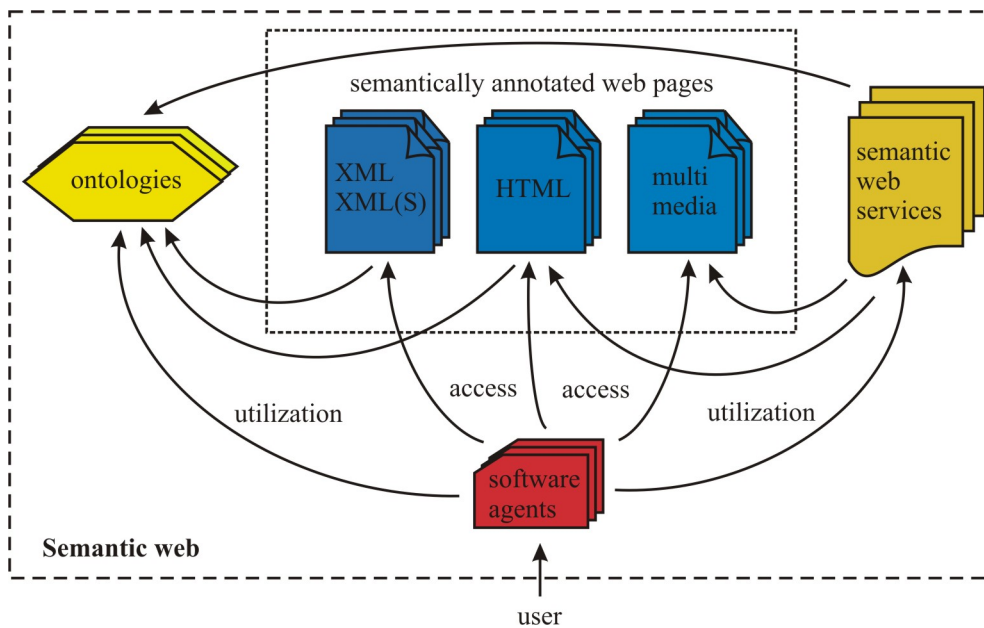 semantically annotated web pages
ontologies
XML
XML(S)
HTML
multi
media
semantic
web
services
access
access
utilization
utilization
software
agents
Semantic web
user